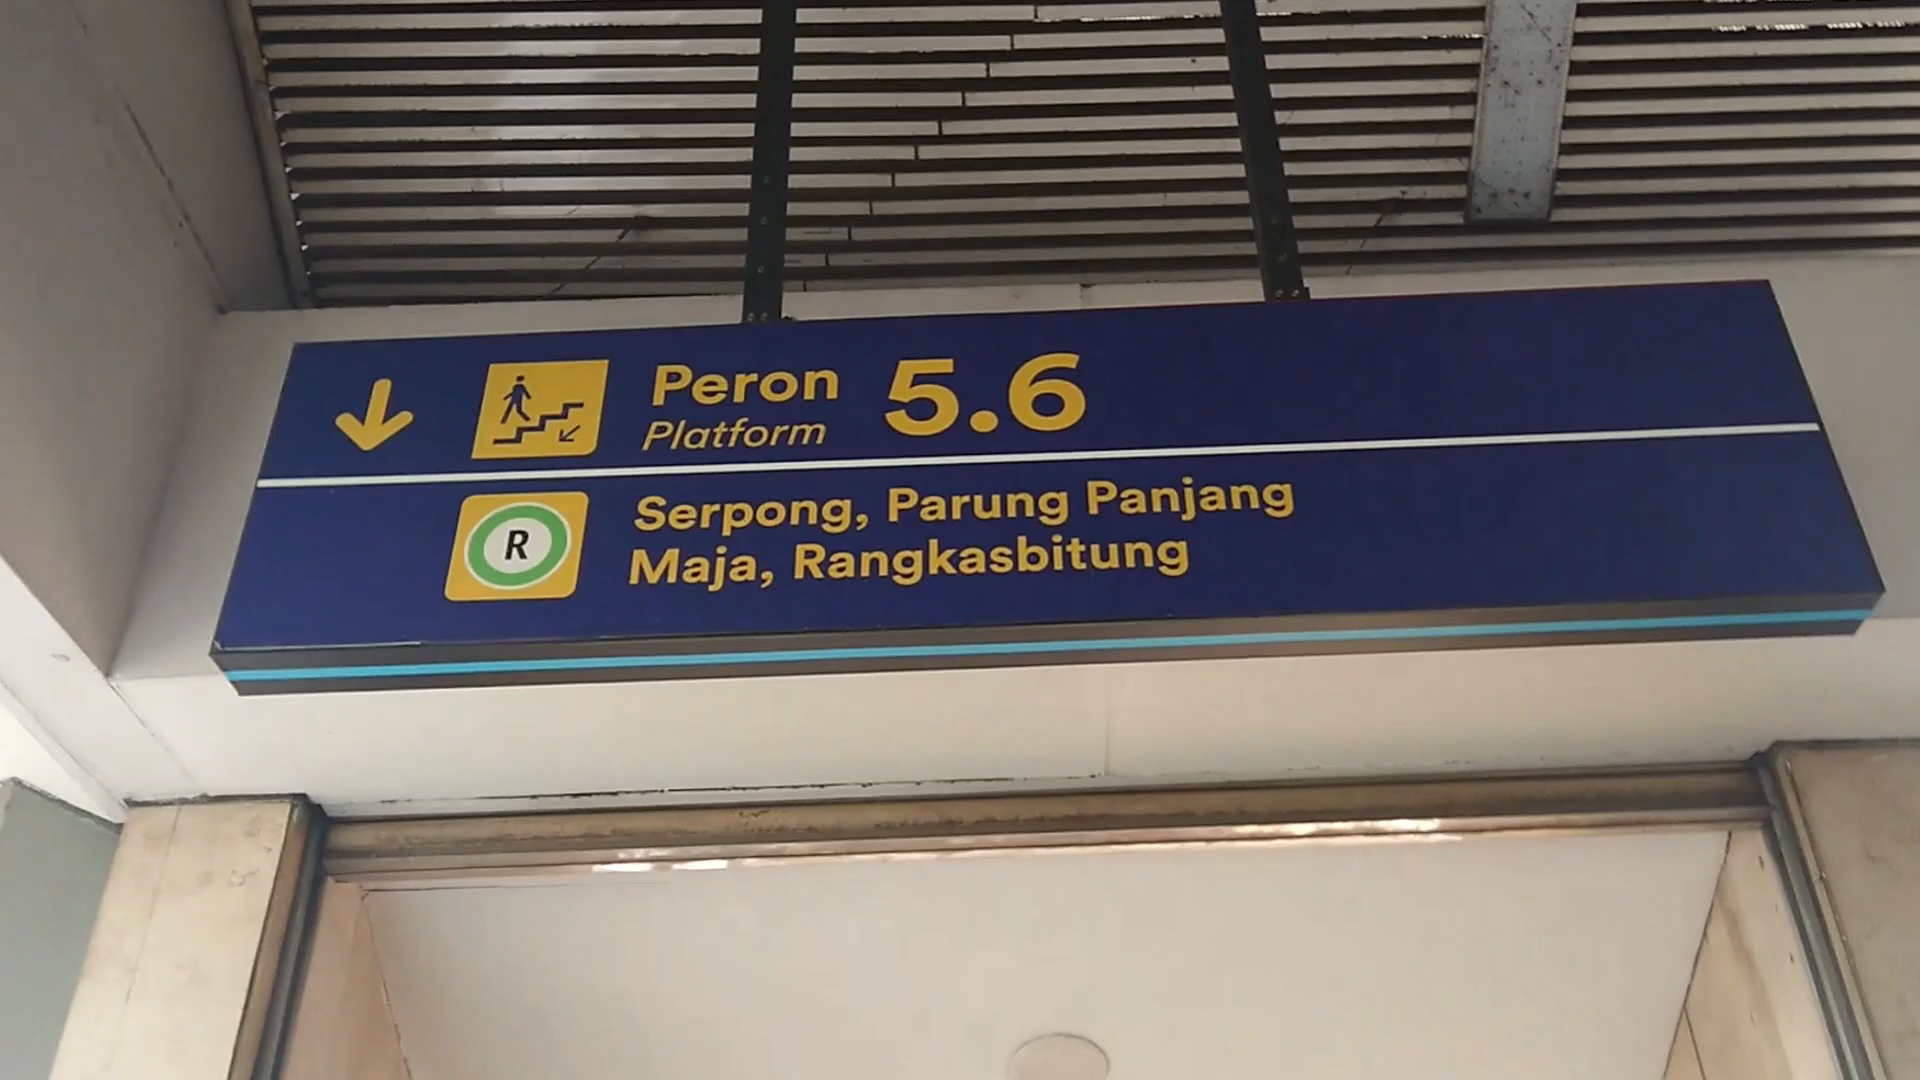 Peron 5.6
Platform
R
Serpong, Parung Panjang
Maja, Rangkasbitung